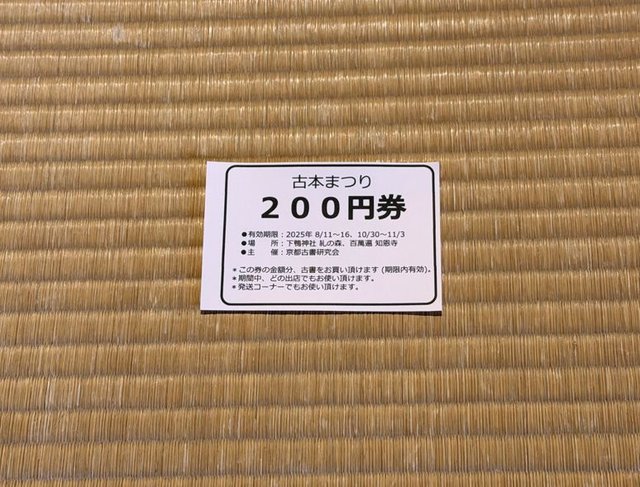 古本まつり
２００円券
●有効期限：2025年 8/11～16、10/30～11/3
●場　　所：下鴨神社 糺の森、百萬遍 知恩寺
●主　　催：京都古書研究会
＊この券の金額分、古書をお買い頂けます(期限内有効)。
＊期間中、どの出店でもお使い頂けます。
＊発送コーナーでもお使い頂けます。